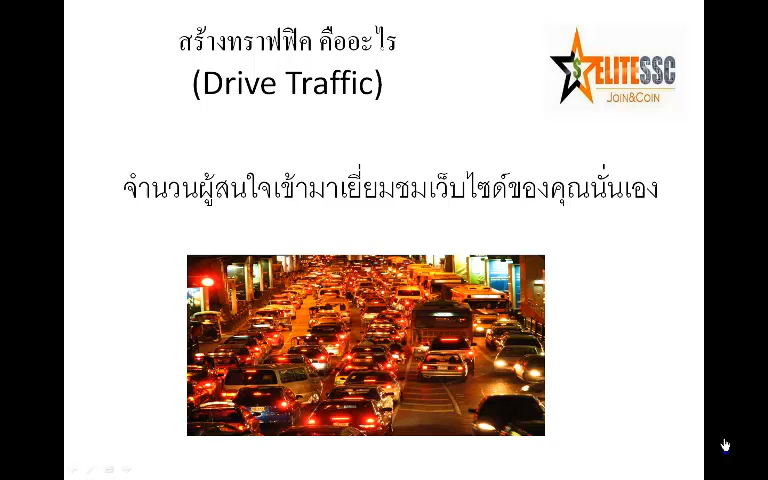 สร้างทราฟฟิค คืออะไร
(Drive Traffic)
$ ELITESSC
JOIN&COIN
จำนวนผู้สนใจเข้ามาเยี่ยมชมเว็บไซด์ของคุณนั่นเอง